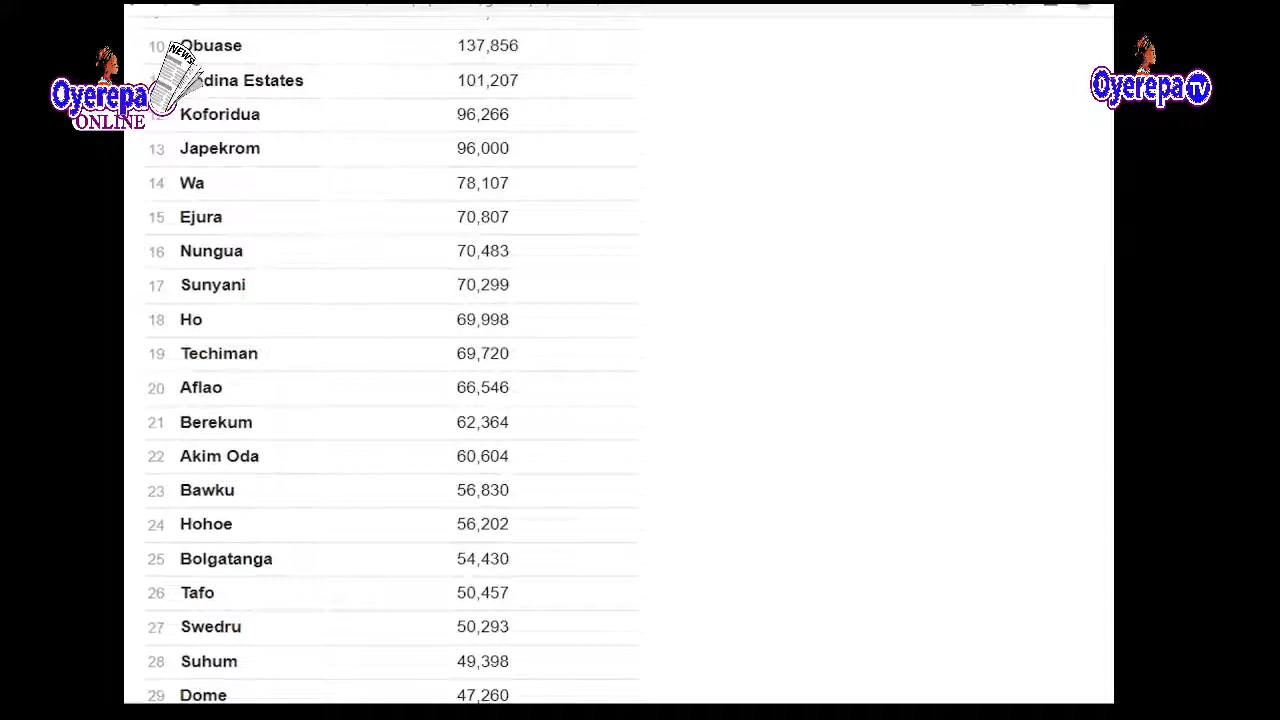 10 Obuase 137,856
dina Estates 101,207
Koforidua 96,266
13 Japekrom 96,000
14 Wa 78,107
15 Ejura 70,807
16 Nungua 70,483
17 Sunyani 70,299
18 Ho 69,998
19 Techiman 69,720
20 Aflao 66,546
21 Berekum 62,364
22 Akim Oda 60,604
23 Bawku 56,830
24 Hohoe 56,202
25 Bolgatanga 54,430
26 Tafo 50,457
27 Swedru 50,293
28 Suhum 49,398
29 Dome 47,260
NEWS
Oyerepa
ONLINE
Oyerepa TV